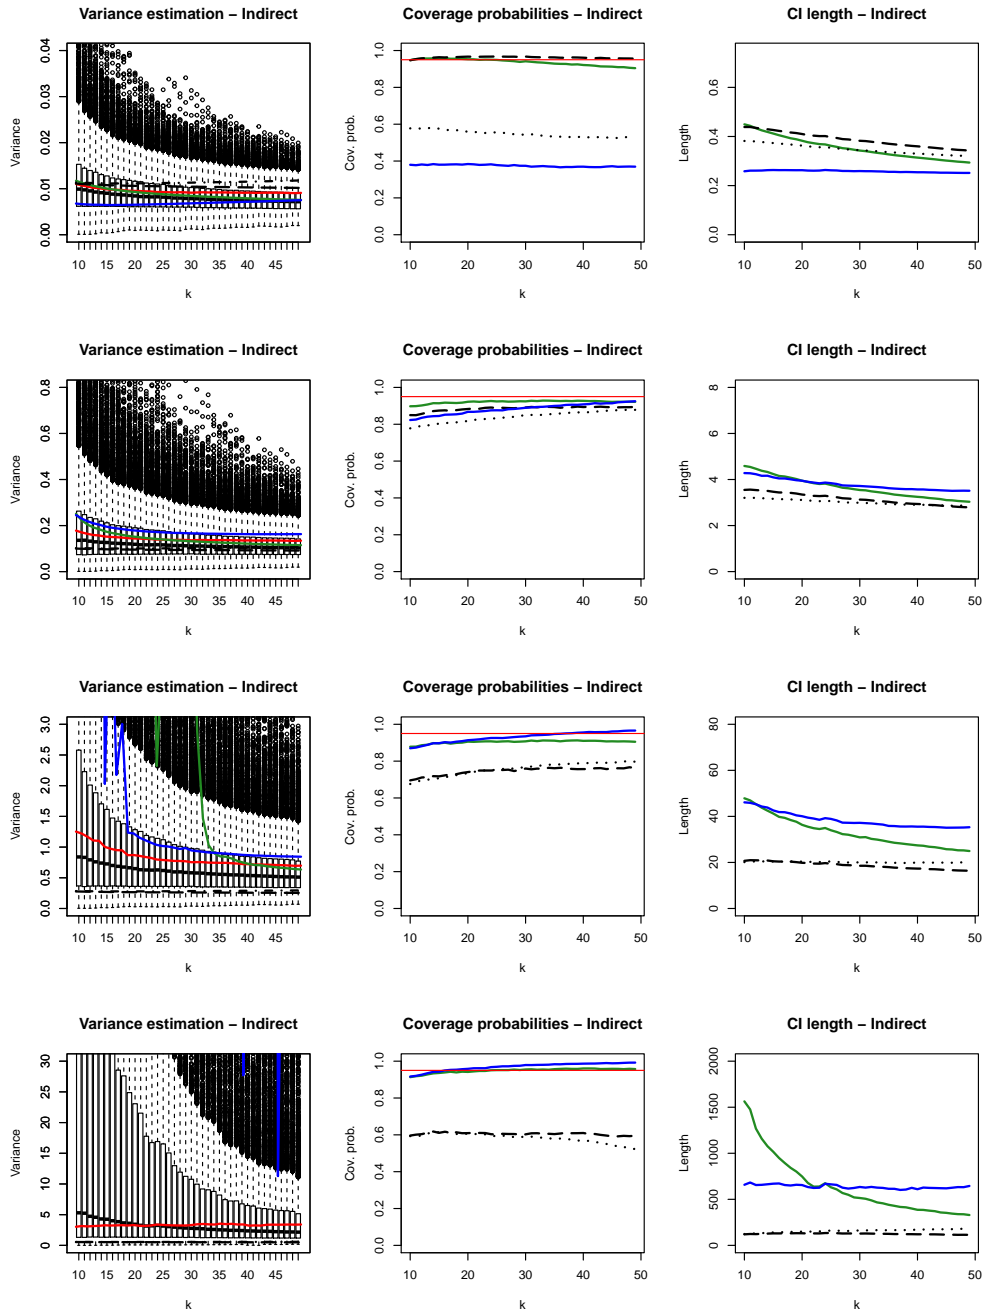 Variance estimation – Indirect
Coverage probabilities – Indirect
CI length – Indirect
Variance
0.00 0.01 0.02 0.03 0.04
10 15 20 25 30 35 40 45
k
Cov. prob.
0.0 0.2 0.4 0.6 0.8 1.0
10 20 30 40 50
k
Length
0.0 0.2 0.4 0.6
10 20 30 40 50
k
Variance estimation – Indirect
Coverage probabilities – Indirect
CI length – Indirect
Variance
0.0 0.2 0.4 0.6 0.8
10 15 20 25 30 35 40 45
k
Cov. prob.
0.0 0.2 0.4 0.6 0.8 1.0
10 20 30 40 50
k
Length
0 2 4 6 8
10 20 30 40 50
k
Variance estimation – Indirect
Coverage probabilities – Indirect
CI length – Indirect
Variance
0.0 0.5 1.0 1.5 2.0 2.5 3.0
10 15 20 25 30 35 40 45
k
Cov. prob.
0.0 0.2 0.4 0.6 0.8 1.0
10 20 30 40 50
k
Length
0 20 40 60 80
10 20 30 40 50
k
Variance estimation – Indirect
Coverage probabilities – Indirect
CI length – Indirect
Variance
0 5 10 15 20 25 30
10 15 20 25 30 35 40 45
k
Cov. prob.
0.0 0.2 0.4 0.6 0.8 1.0
10 20 30 40 50
k
Length
0 500 1000 1500 2000
10 20 30 40 50
k